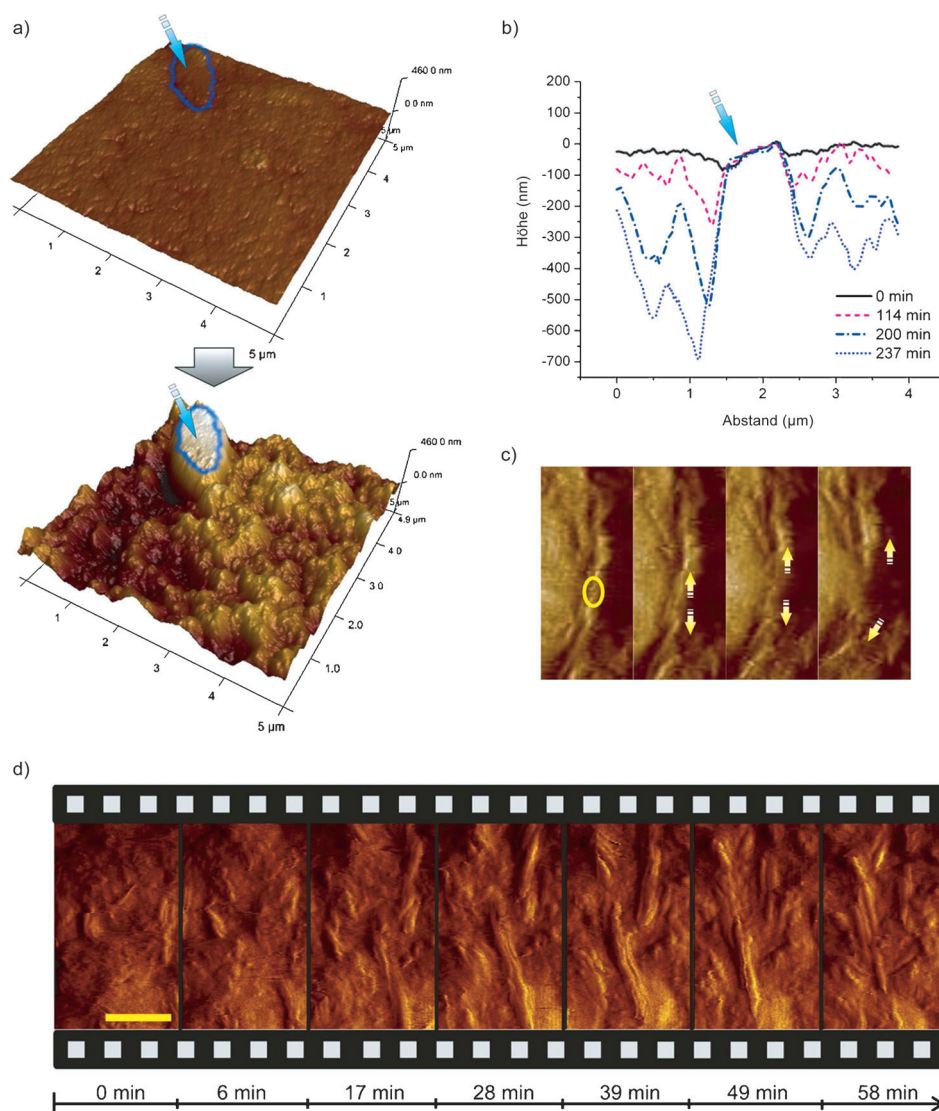 a)
460.0 nm
0.0 nm
5 µm
5 µm
4
3
2
1
1
2
3
4
5 µm
460.0 nm
0.0 nm
5 µm
4.9 µm
4.0
3.0
2.0
1.0
1
2
3
4
5 µm
b)
200
100
0
-100
-200
-300
-400
-500
-600
-700
Höhe (nm)
0 min
114 min
200 min
237 min
0 1 2 3 4
Abstand (µm)
c)
d)
0 min 6 min 17 min 28 min 39 min 49 min 58 min